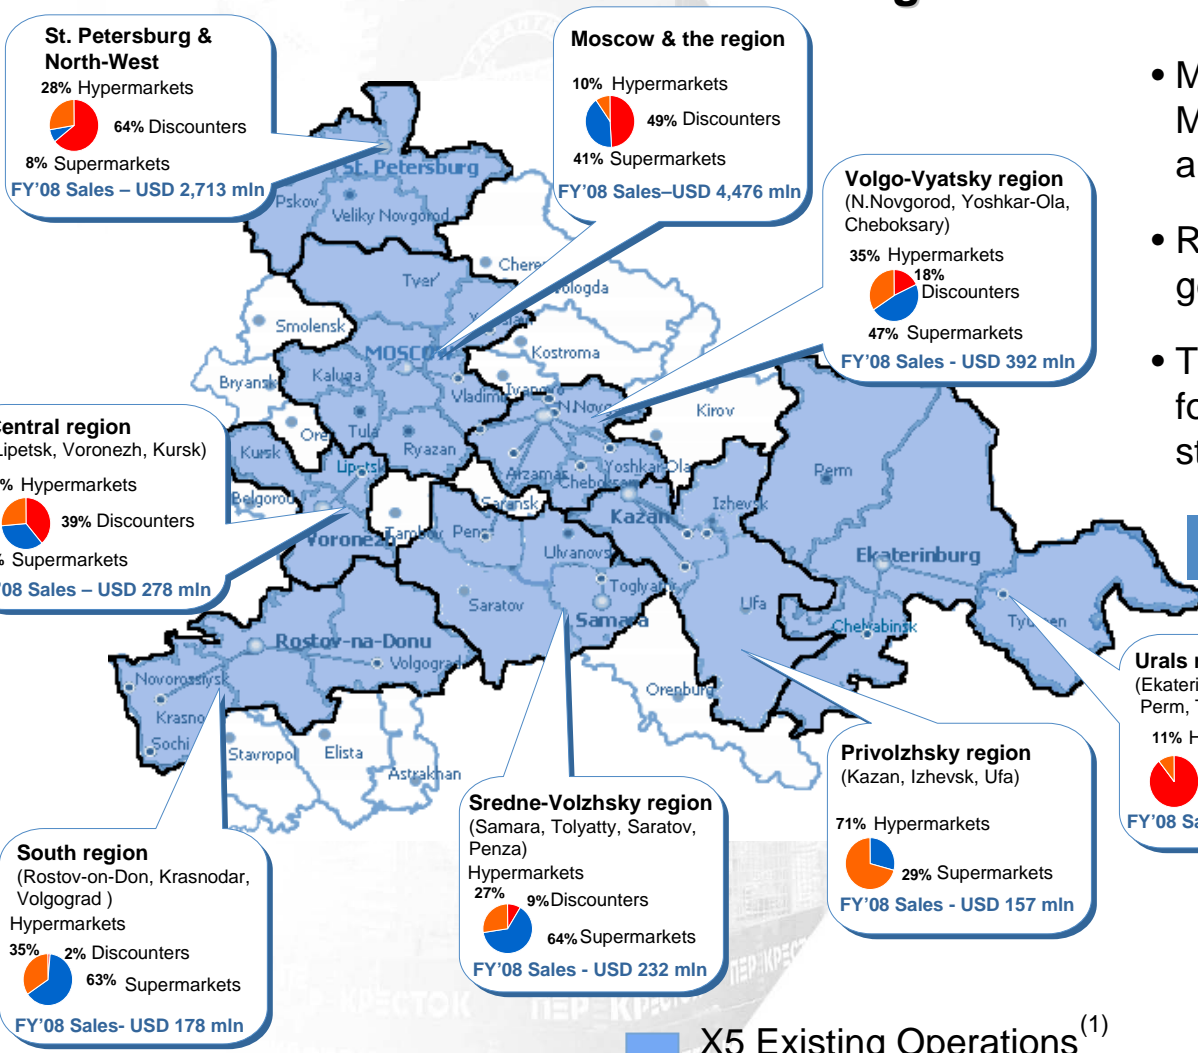 g
St. Petersburg &
North-West
28% Hypermarkets
64% Discounters
8% Supermarkets
FY'08 Sales – USD 2,713 mln
Moscow & the region
10% Hypermarkets
49% Discounters
41% Supermarkets
FY'08 Sales–USD 4,476 mln
Volgo-Vyatsky region
(N.Novgorod, Yoshkar-Ola,
Cheboksary)
35% Hypermarkets
18%
Discounters
47% Supermarkets
FY'08 Sales - USD 392 mln
• M
M
a
• R
g
• T
fo
st
St. Petersburg
Pskov
Veliky Novgorod
Tver'
Vologda
Smolensk
MOSCOW
Kostroma
Bryansk
Kaluga
Vladim
Ivanovo
N.Novg
Kirov
Tula
Ryazan
Kursk
Lipetsk
Arzamas
Yoshkar Ola
Perm
Belgorod
Saransk
Kazan
Izhevsk
Voronezh
Tambov
Penz
Ulyanovs
Ekaterinburg
Saratov
Togliyat
Samara
Ufa
Chelyabinsk
Tyumen
Rostov-na-Donu
Volgograd
Novorossiysk
Krasno
Sochi
Stavropol
Elista
Astrakhan
Orenburg
entral region
Lipetsk, Voronezh, Kursk)
% Hypermarkets
39% Discounters
% Supermarkets
'08 Sales – USD 278 mln
Urals r
(Ekateri
Perm, T
11% H
FY'08 Sa
Privolzhsky region
(Kazan, Izhevsk, Ufa)
71% Hypermarkets
29% Supermarkets
FY'08 Sales - USD 157 mln
Sredne-Volzhsky region
(Samara, Tolyatty, Saratov,
Penza)
Hypermarkets
27%
9% Discounters
64% Supermarkets
FY'08 Sales - USD 232 mln
South region
(Rostov-on-Don, Krasnodar,
Volgograd )
Hypermarkets
35%
2% Discounters
63% Supermarkets
FY'08 Sales- USD 178 mln
X5 Existing Operations(1)